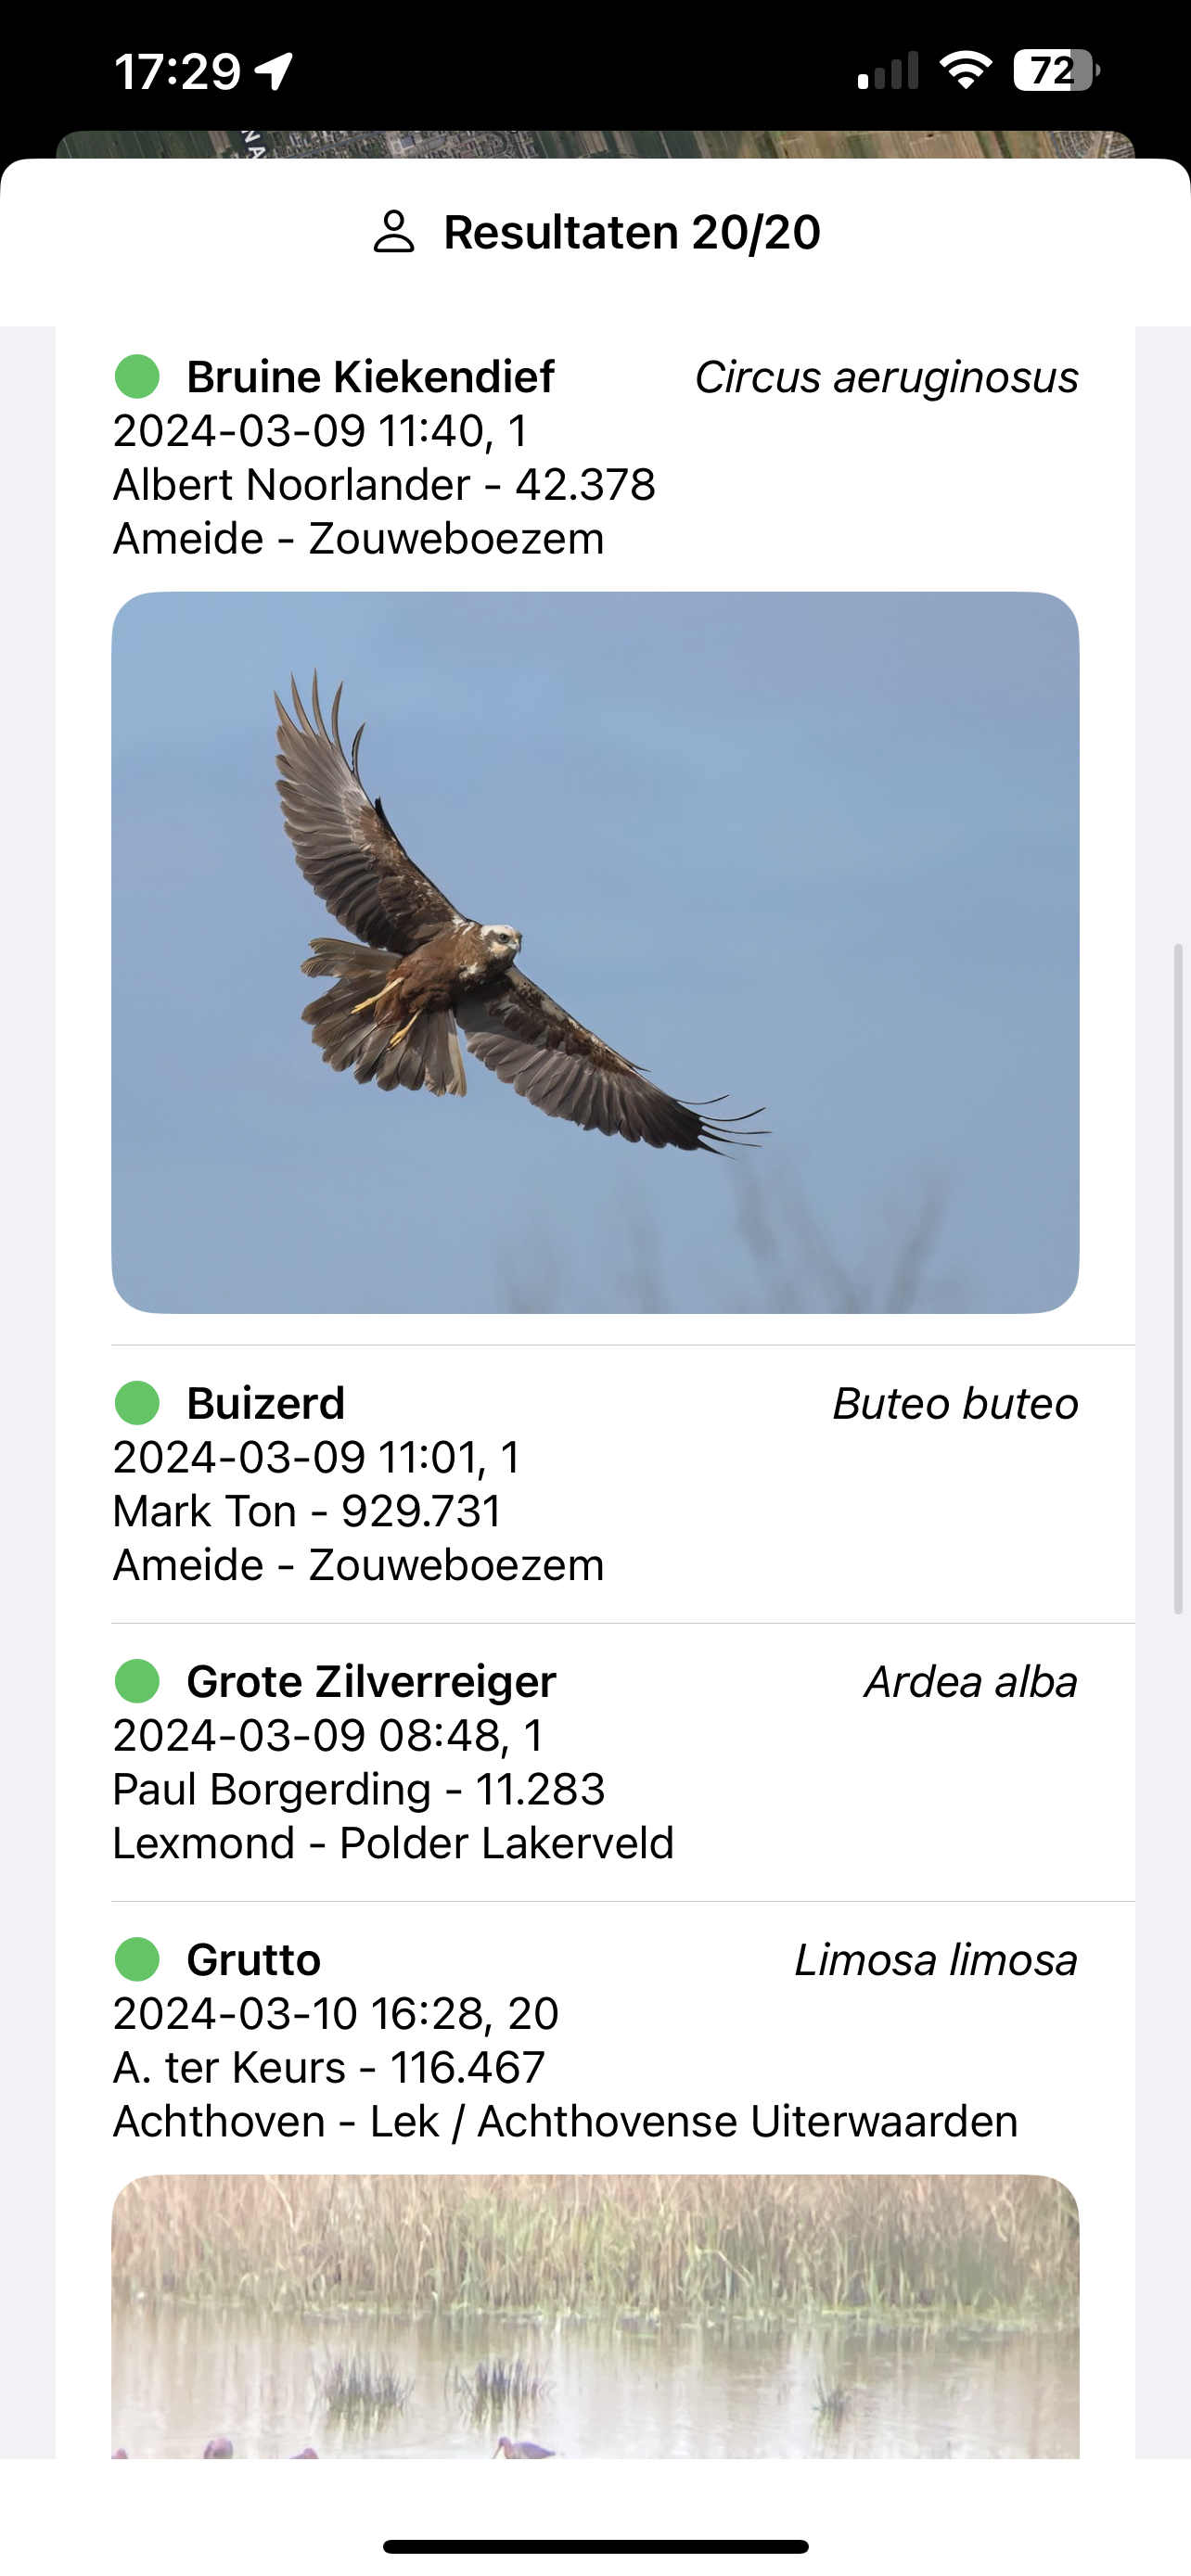 17:29
72
NA
Resultaten 20/20
Bruine Kiekendief Circus aeruginosus
2024-03-09 11:40, 1
Albert Noorlander - 42.378
Ameide - Zouweboezem
Buizerd Buteo buteo
2024-03-09 11:01, 1
Mark Ton - 929.731
Ameide - Zouweboezem
Grote Zilverreiger Ardea alba
2024-03-09 08:48, 1
Paul Borgerding - 11.283
Lexmond - Polder Lakerveld
Grutto Limosa limosa
2024-03-10 16:28, 20
A. ter Keurs - 116.467
Achthoven - Lek / Achthovense Uiterwaarden